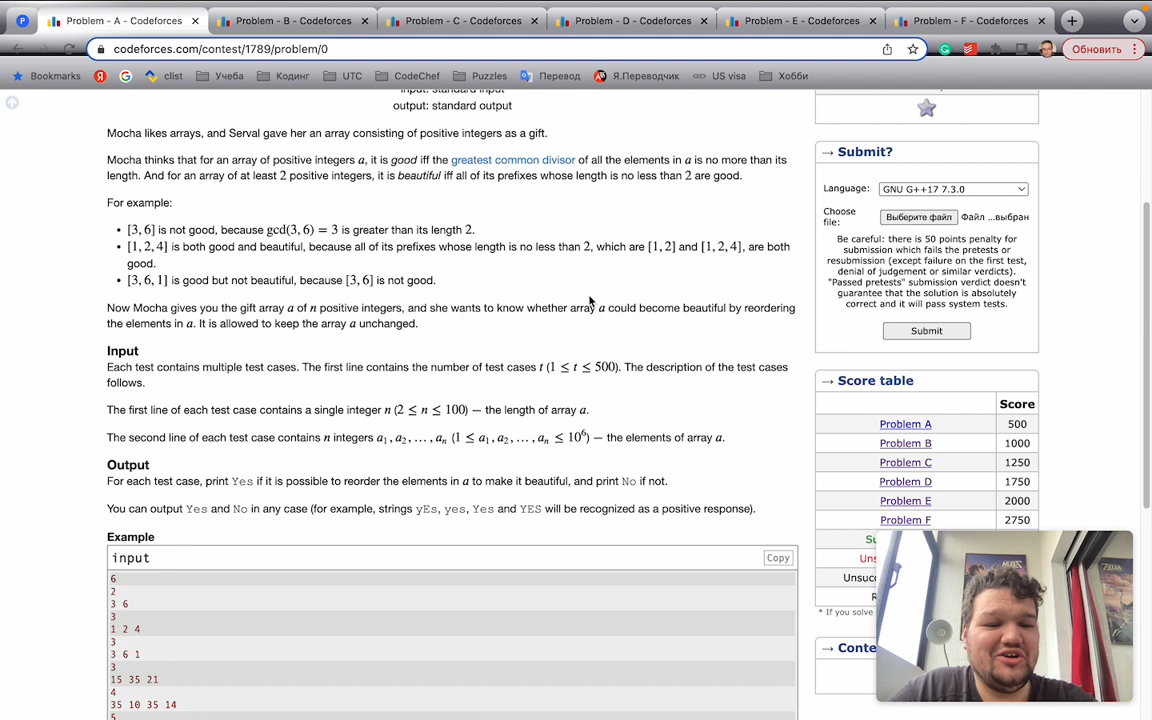 Problem - A - Codeforces
Problem - B - Codeforces
Problem - C - Codeforces
Problem - D - Codeforces
Problem - E - Codeforces
Problem - F - Codeforces
codeforces.com/contest/1789/problem/0
Обновить
Bookmarks
clist
Учеба
Кодинг
UTC
CodeChef
Puzzles
Перевод
Я.Переводчик
US visa
Хобби
input: standard input
output: standard output
Mocha likes arrays, and Serval gave her an array consisting of positive integers as a gift.
Mocha thinks that for an array of positive integers a, it is good iff the greatest common divisor of all the elements in a is no more than its
length. And for an array of at least 2 positive integers, it is beautiful iff all of its prefixes whose length is no less than 2 are good.
For example:
• [3, 6] is not good, because gcd(3, 6) = 3 is greater than its length 2.
• [1, 2, 4] is both good and beautiful, because all of its prefixes whose length is no less than 2, which are [1, 2] and [1, 2, 4], are both
good.
• [3, 6, 1] is good but not beautiful, because [3, 6] is not good.
Now Mocha gives you the gift array a of n positive integers, and she wants to know whether array a could become beautiful by reordering
the elements in a. It is allowed to keep the array a unchanged.
Input
Each test contains multiple test cases. The first line contains the number of test cases t (1 ≤ t ≤ 500). The description of the test cases
follows.
The first line of each test case contains a single integer n (2 ≤ n ≤ 100) — the length of array a.
The second line of each test case contains n integers a₁, a₂, … , aₙ (1 ≤ a₁, a₂, … , aₙ ≤ 10⁶) — the elements of array a.
Output
For each test case, print Yes if it is possible to reorder the elements in a to make it beautiful, and print No if not.
You can output Yes and No in any case (for example, strings yEs, yes, Yes and YES will be recognized as a positive response).
Example
input
Copy
6
2
3 6
3
1 2 4
3
3 6 1
3
15 35 21
4
35 10 35 14
5
→ Submit?
Language: GNU G++17 7.3.0
Choose
file:
Выберите файл Файл ...выбран
Be careful: there is 50 points penalty for
submission which fails the pretests or
resubmission (except failure on the first test,
denial of judgement or similar verdicts).
"Passed pretests" submission verdict doesn't
guarantee that the solution is absolutely
correct and it will pass system tests.
Submit
→ Score table
Score
Problem A 500
Problem B 1000
Problem C 1250
Problem D 1750
Problem E 2000
Problem F 2750
Su
Uns
Unsucc
R
* If you solve
→ Conte